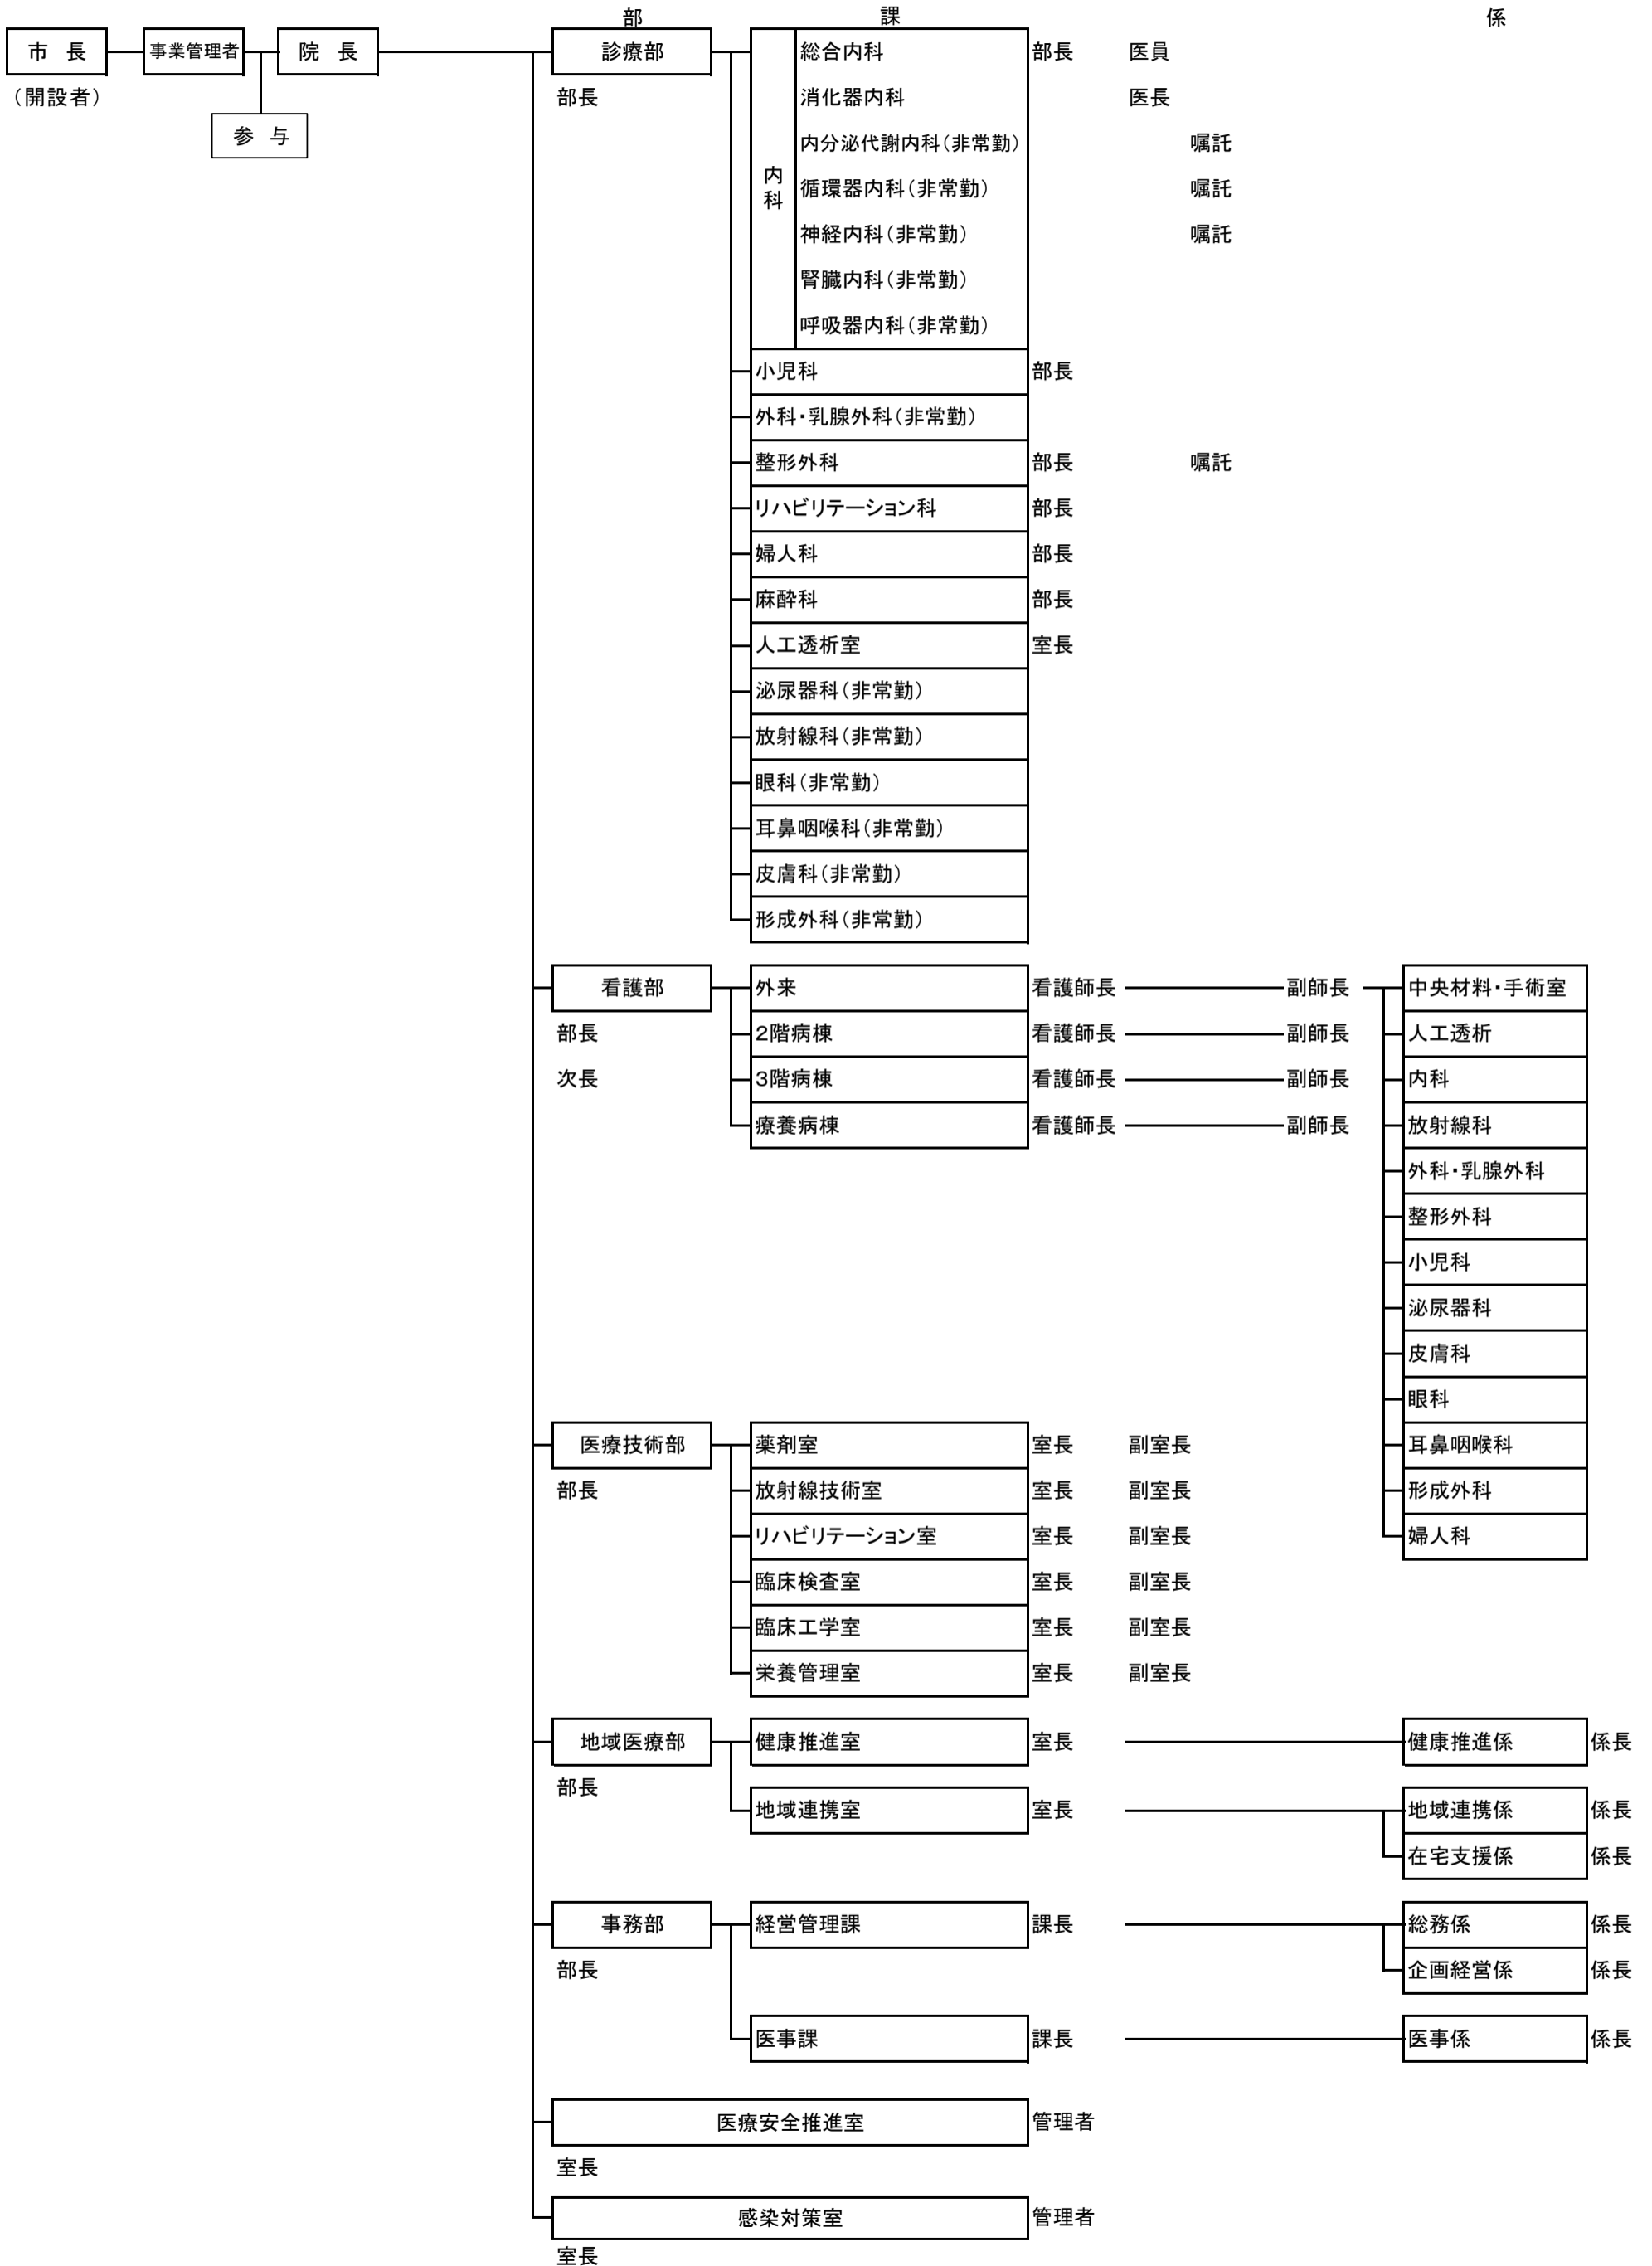 部 課 係
市 長 事業管理者 院 長 診療部 総合内科 部長 医員
（開設者） 部長 消化器内科 医長
参 与
内分泌代謝内科（非常勤） 嘱託
内科
循環器内科（非常勤） 嘱託
神経内科（非常勤） 嘱託
腎臓内科（非常勤）
呼吸器内科（非常勤）
小児科 部長
外科・乳腺外科（非常勤）
整形外科 部長 嘱託
リハビリテーション科 部長
婦人科 部長
麻酔科 部長
人工透析室 室長
泌尿器科（非常勤）
放射線科（非常勤）
眼科（非常勤）
耳鼻咽喉科（非常勤）
皮膚科（非常勤）
形成外科（非常勤）
看護部 外来 看護師長 副師長 中央材料・手術室
部長 2階病棟 看護師長 副師長 人工透析
次長 3階病棟 看護師長 副師長 内科
療養病棟 看護師長 副師長 放射線科
外科・乳腺外科
整形外科
小児科
泌尿器科
皮膚科
眼科
医療技術部 薬剤室 室長 副室長 耳鼻咽喉科
部長 放射線技術室 室長 副室長 形成外科
リハビリテーション室 室長 副室長 婦人科
臨床検査室 室長 副室長
臨床工学室 室長 副室長
栄養管理室 室長 副室長
地域医療部 健康推進室 室長 健康推進係 係長
部長
地域連携室 室長 地域連携係 係長
在宅支援係 係長
事務部 経営管理課 課長 総務係 係長
部長 企画経営係 係長
医事課 課長 医事係 係長
医療安全推進室 管理者
室長
感染対策室 管理者
室長